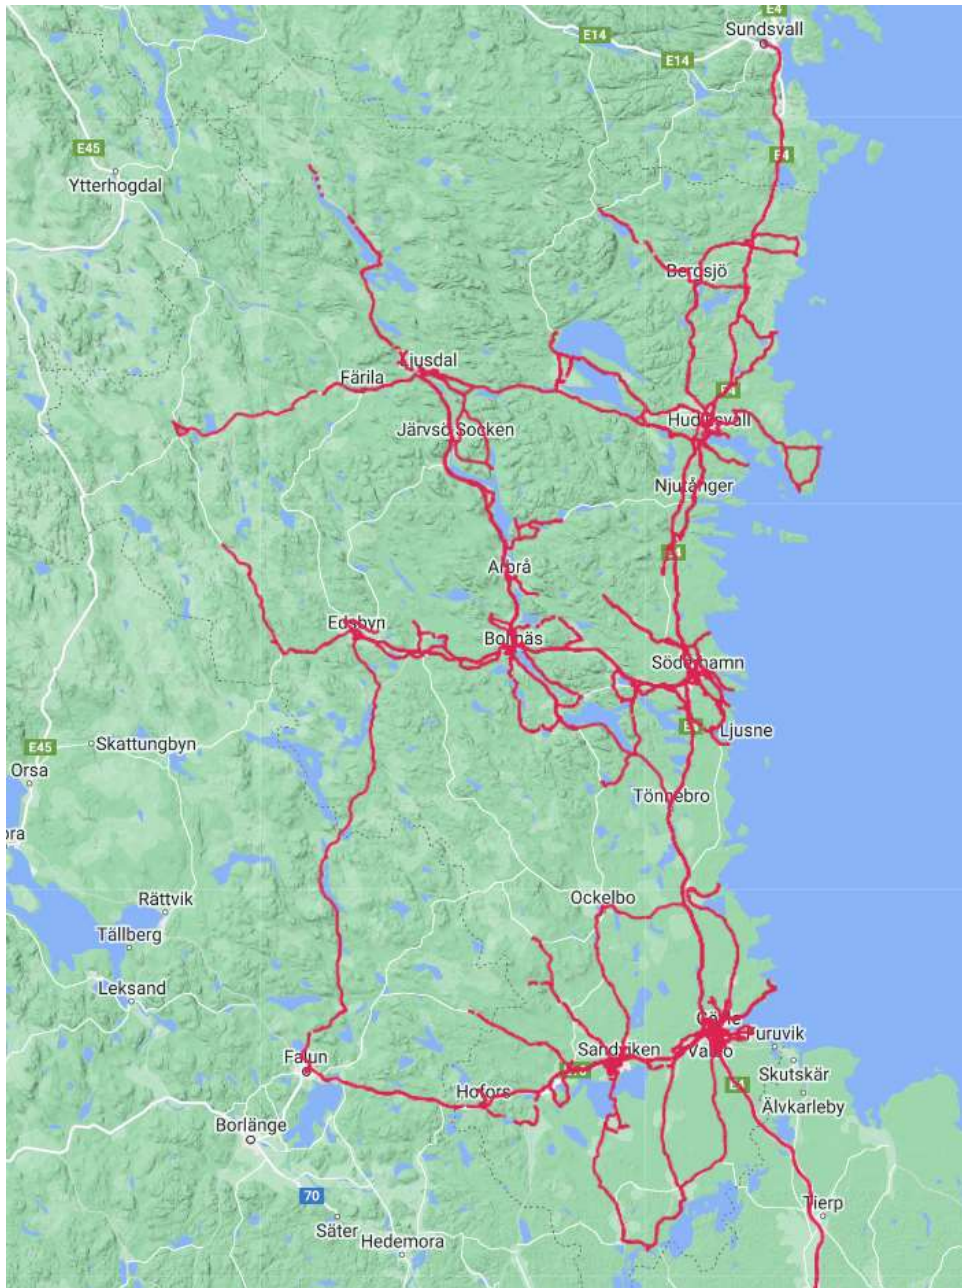 E4
Sundsvall
E14
E14
E45
E4
Ytterhogdal
Bergsjö
Ljusdal
Färila
E4
Hudiksvall
Järvsö Socken
Njutånger
E4
Arbrå
Edsbyn
Bollnäs
Söderhamn
E4
Ljusne
E45
Skattungbyn
Orsa
Tönnebro
ora
Rättvik
Ockelbo
Tällberg
Leksand
Gävle
Furuvik
Sandviken
Valbo
Falun
Skutskär
E4
Hofors
Älvkarleby
Borlänge
70
Säter
Tierp
Hedemora